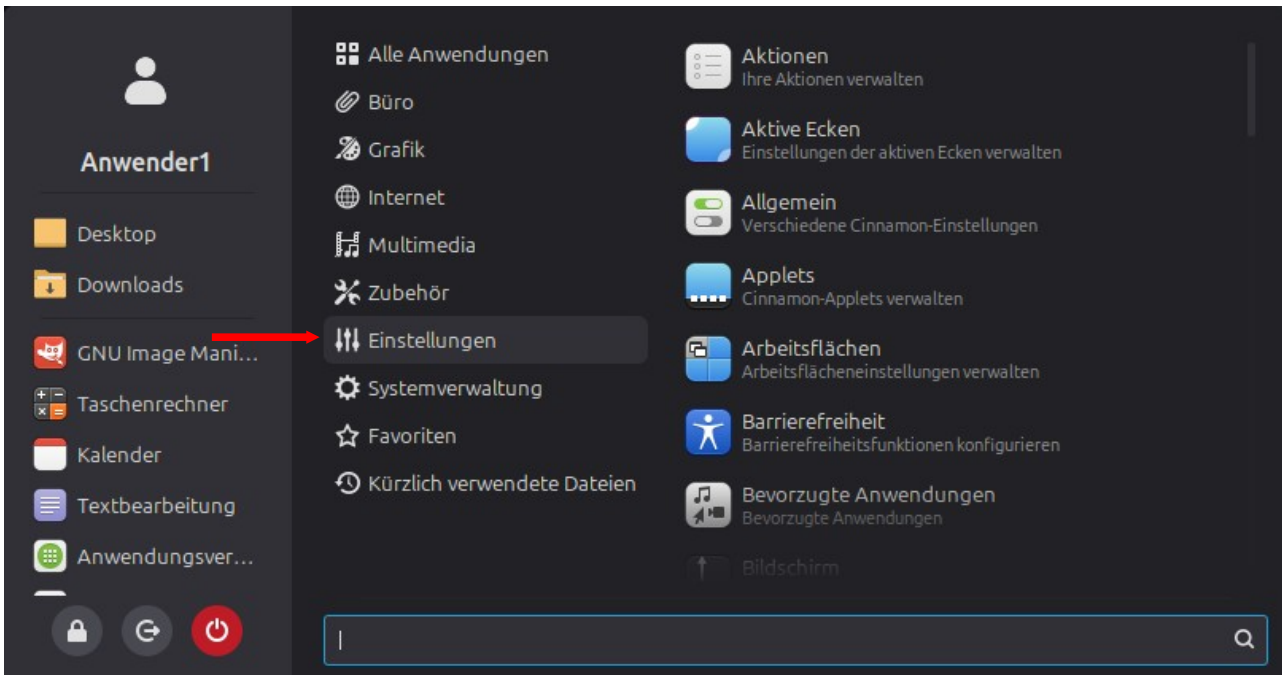 Anwender1
Desktop
Downloads
GNU Image Mani...
Taschenrechner
Kalender
Textbearbeitung
Anwendungsver...
Alle Anwendungen
Büro
Grafik
Internet
Multimedia
Zubehör
Einstellungen
Systemverwaltung
Favoriten
Kürzlich verwendete Dateien
Aktionen
Ihre Aktionen verwalten
Aktive Ecken
Einstellungen der aktiven Ecken verwalten
Allgemein
Verschiedene Cinnamon-Einstellungen
Applets
Cinnamon-Applets verwalten
Arbeitsflächen
Arbeitsflächeneinstellungen verwalten
Barrierefreiheit
Barrierefreiheitsfunktionen konfigurieren
Bevorzugte Anwendungen
Bevorzugte Anwendungen
Bildschirm